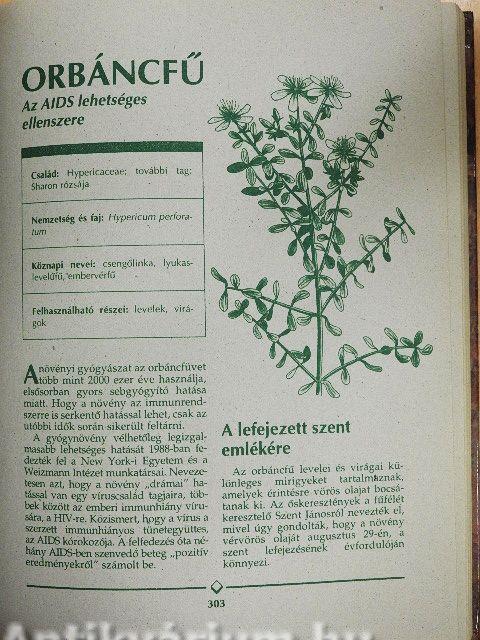 ORBÁNCFŰ
Az AIDS lehetséges
ellenszere
Család: Hypericaceae; további tag:
Sharon rózsája
Nemzetség és faj: Hypericum perfora-
tum
Köznapi nevei: csengőlinka, lyukas-
levelűfű, embervérfű
Felhasználható részei: levelek, virá-
gok
A növényi gyógyászat az orbáncfüvet
több mint 2000 ezer éve használja,
elsősorban gyors sebgyógyító hatása
miatt. Hogy a növény az immunrend-
szerre is serkentő hatással lehet, csak az
utóbbi idők során sikerült feltárni.
A gyógynövény vélhetőleg legizgal-
masabb lehetséges hatását 1988-ban fe-
dezték fel a New York-i Egyetem és a
Weizmann Intézet munkatársai. Neveze-
tesen azt, hogy a növény „drámai” ha-
tással van egy víruscsalád tagjaira, töb-
bek között az emberi immunhiány víru-
sára, a HIV-re. Közismert, hogy a vírus a
szerzett immunhiányos tünetegyüttes,
az AIDS kórokozója. A felfedezés óta né-
hány AIDS-ben szenvedő beteg „pozitív
eredményekről” számolt be.
A lefejezett szent
emlékére
Az orbáncfű levelei és virágai kü-
lönleges mirigyeket tartalmaznak,
amelyek érintésre vörös olajat bocsá-
tanak ki. Az őskeresztények a fűfélét
keresztelő Szent Jánosról nevezték el,
mivel úgy gondolták, hogy a növény
vérvörös olaját augusztus 29-én, a
szent lefejezésének évfordulóján
könnyezi.
303
Antikvárium.hu